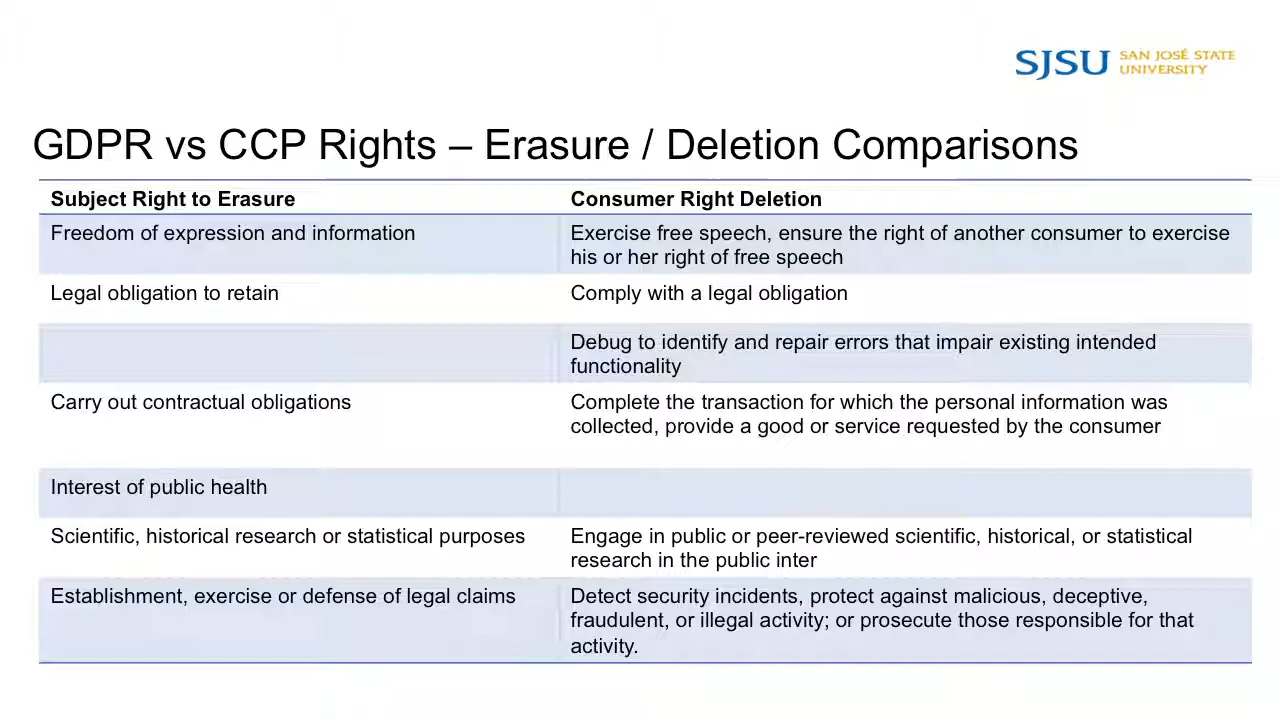 SJSU SAN JOSÉ STATE
UNIVERSITY
GDPR vs CCP Rights – Erasure / Deletion Comparisons
Subject Right to Erasure
Consumer Right Deletion
Freedom of expression and information
Exercise free speech, ensure the right of another consumer to exercise
his or her right of free speech
Legal obligation to retain
Comply with a legal obligation
Debug to identify and repair errors that impair existing intended
functionality
Carry out contractual obligations
Complete the transaction for which the personal information was
collected, provide a good or service requested by the consumer
Interest of public health
Scientific, historical research or statistical purposes
Engage in public or peer-reviewed scientific, historical, or statistical
research in the public inter
Establishment, exercise or defense of legal claims
Detect security incidents, protect against malicious, deceptive,
fraudulent, or illegal activity; or prosecute those responsible for that
activity.